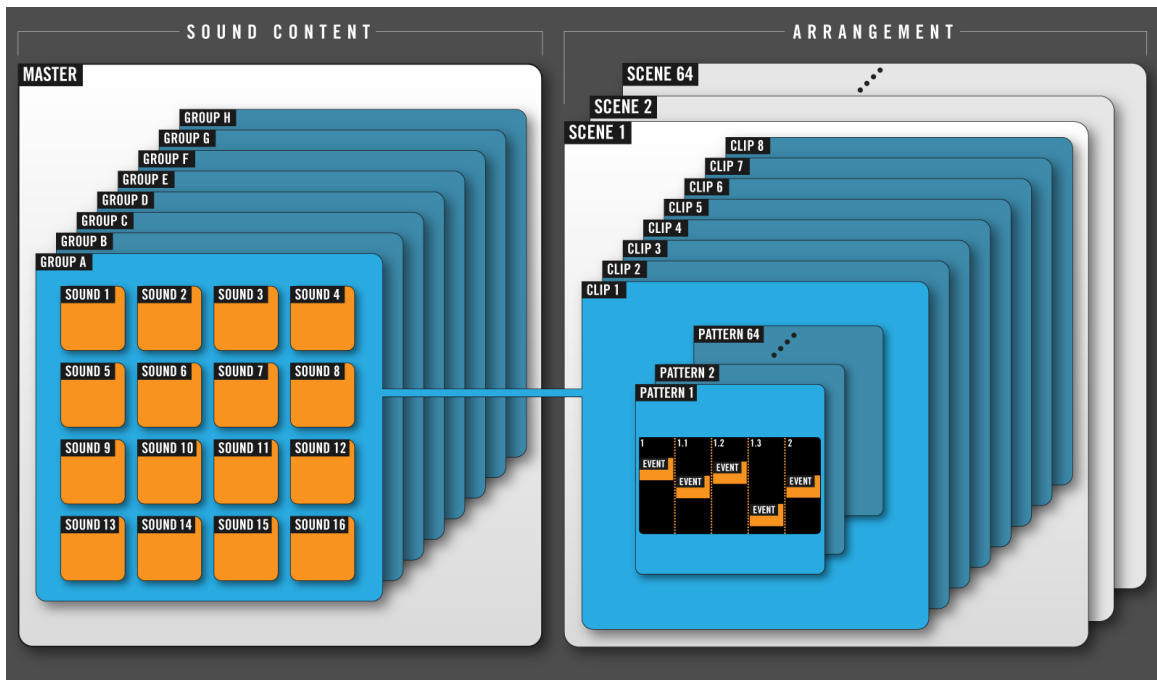 SOUND CONTENT
MASTER
GROUP H
GROUP G
GROUP F
GROUP E
GROUP D
GROUP C
GROUP B
GROUP A
SOUND 1 SOUND 2 SOUND 3 SOUND 4
SOUND 5 SOUND 6 SOUND 7 SOUND 8
SOUND 9 SOUND 10 SOUND 11 SOUND 12
SOUND 13 SOUND 14 SOUND 15 SOUND 16
ARRANGEMENT
SCENE 64
SCENE 2
SCENE 1
CLIP 8
CLIP 7
CLIP 6
CLIP 5
CLIP 4
CLIP 3
CLIP 2
CLIP 1
PATTERN 64
PATTERN 2
PATTERN 1
1 1.1 1.2 1.3 2
EVENT EVENT EVENT EVENT EVENT